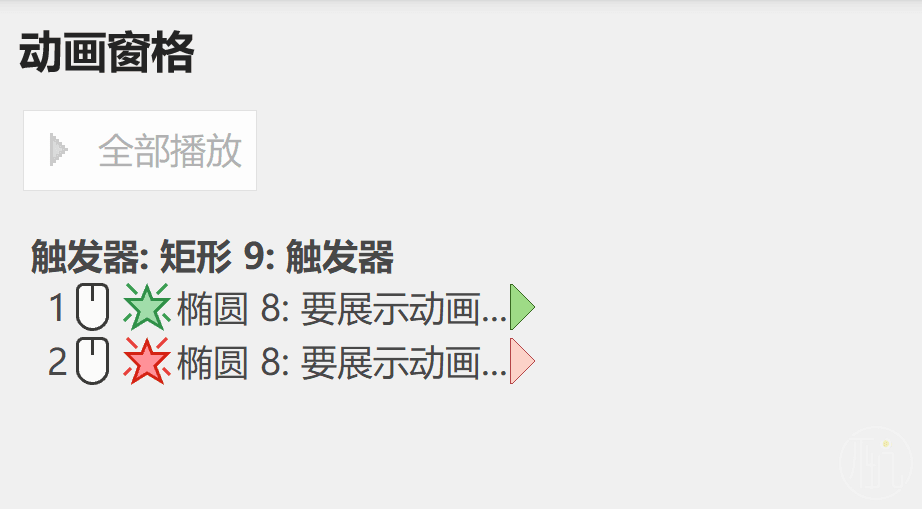 动画窗格
全部播放
触发器: 矩形 9: 触发器
1 椭圆 8: 要展示动画...
2 椭圆 8: 要展示动画...